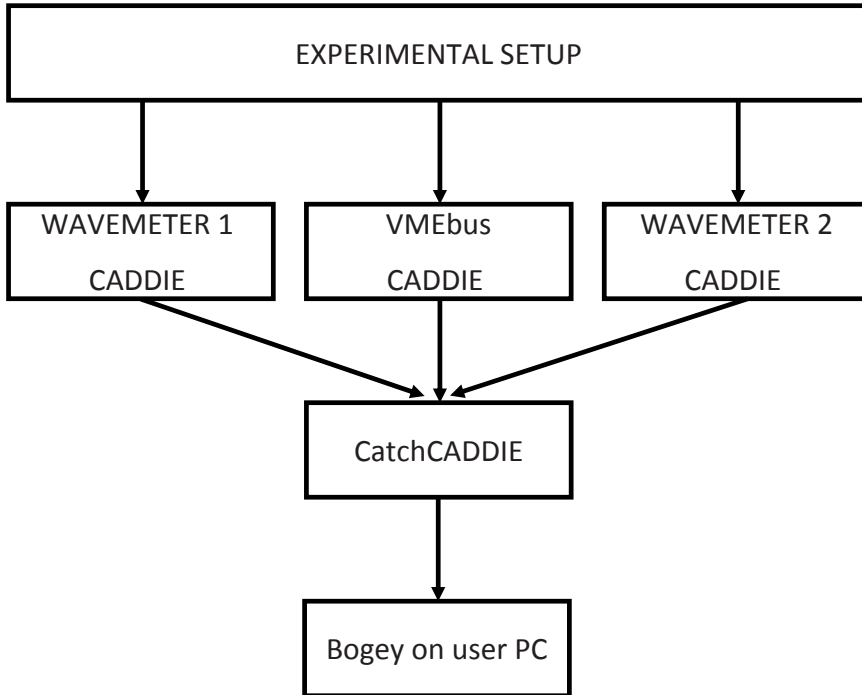 EXPERIMENTAL SETUP
WAVEMETER 1
CADDIE
VMEbus
CADDIE
WAVEMETER 2
CADDIE
CatchCADDIE
Bogey on user PC